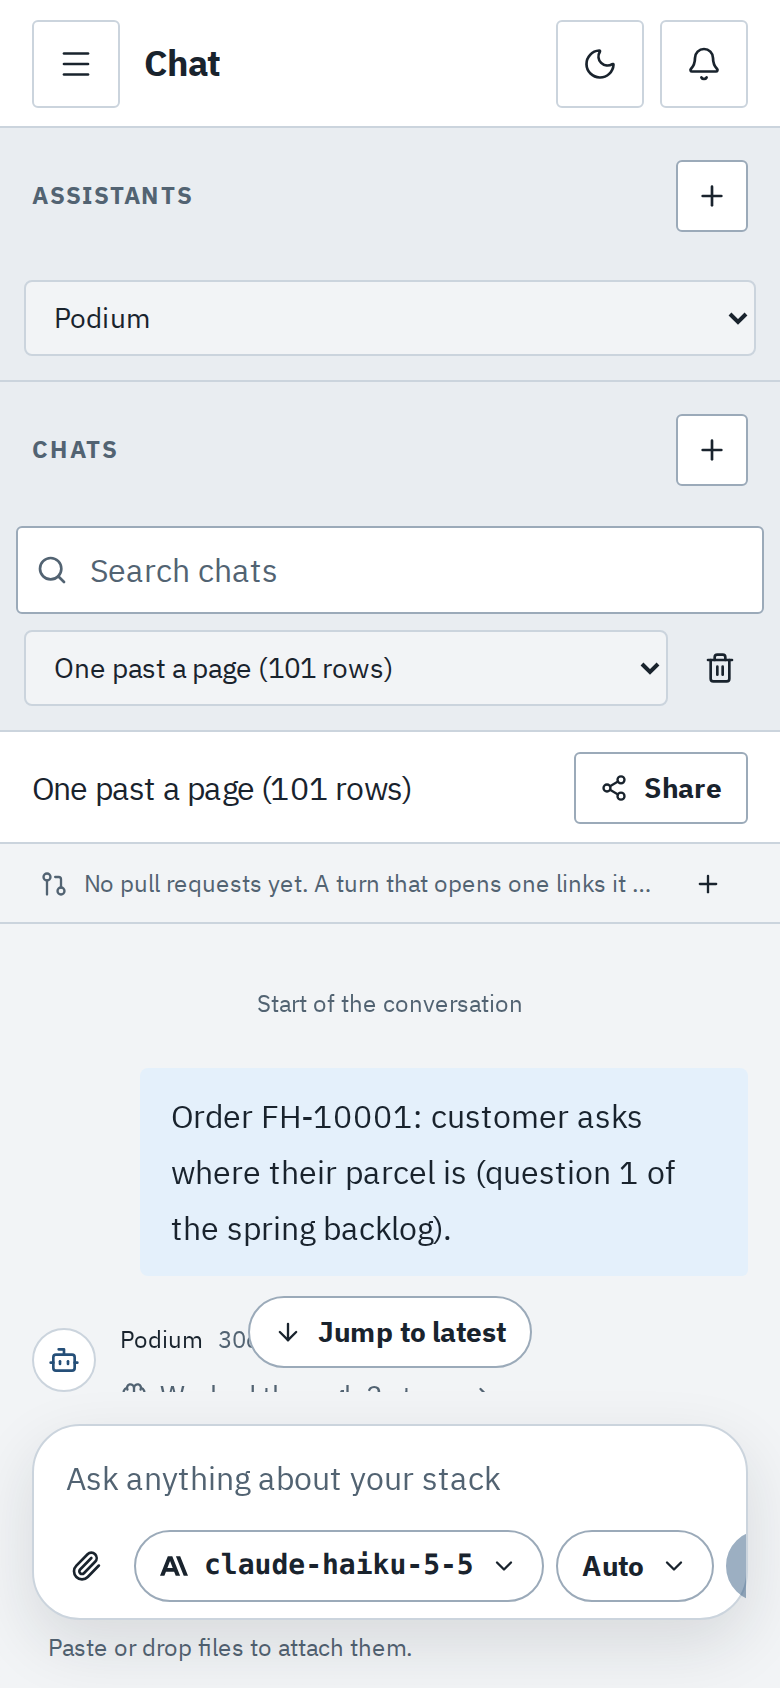 Chat
ASSISTANTS
Podium
CHATS
Search chats
One past a page (101 rows)
One past a page (101 rows)
Share
No pull requests yet. A turn that opens one links it ...
Start of the conversation
Order FH-10001: customer asks
where their parcel is (question 1 of
the spring backlog).
Podium
Jump to latest
Ask anything about your stack
claude-haiku-5-5
Auto
Paste or drop files to attach them.